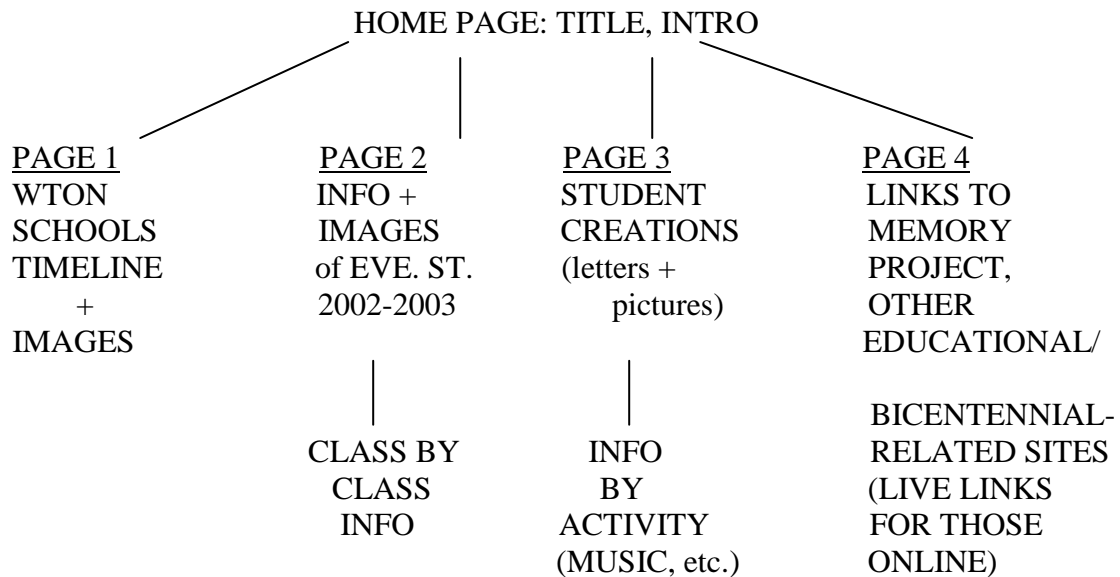 HOME PAGE: TITLE, INTRO
PAGE 1
WTON
SCHOOLS
TIMELINE
+
IMAGES
PAGE 2
INFO +
IMAGES
of EVE. ST.
2002-2003
CLASS BY
CLASS
INFO
PAGE 3
STUDENT
CREATIONS
(letters +
pictures)
INFO
BY
ACTIVITY
(MUSIC, etc.)
PAGE 4
LINKS TO
MEMORY
PROJECT,
OTHER
EDUCATIONAL/
BICENTENNIAL-
RELATED SITES
(LIVE LINKS
FOR THOSE
ONLINE)